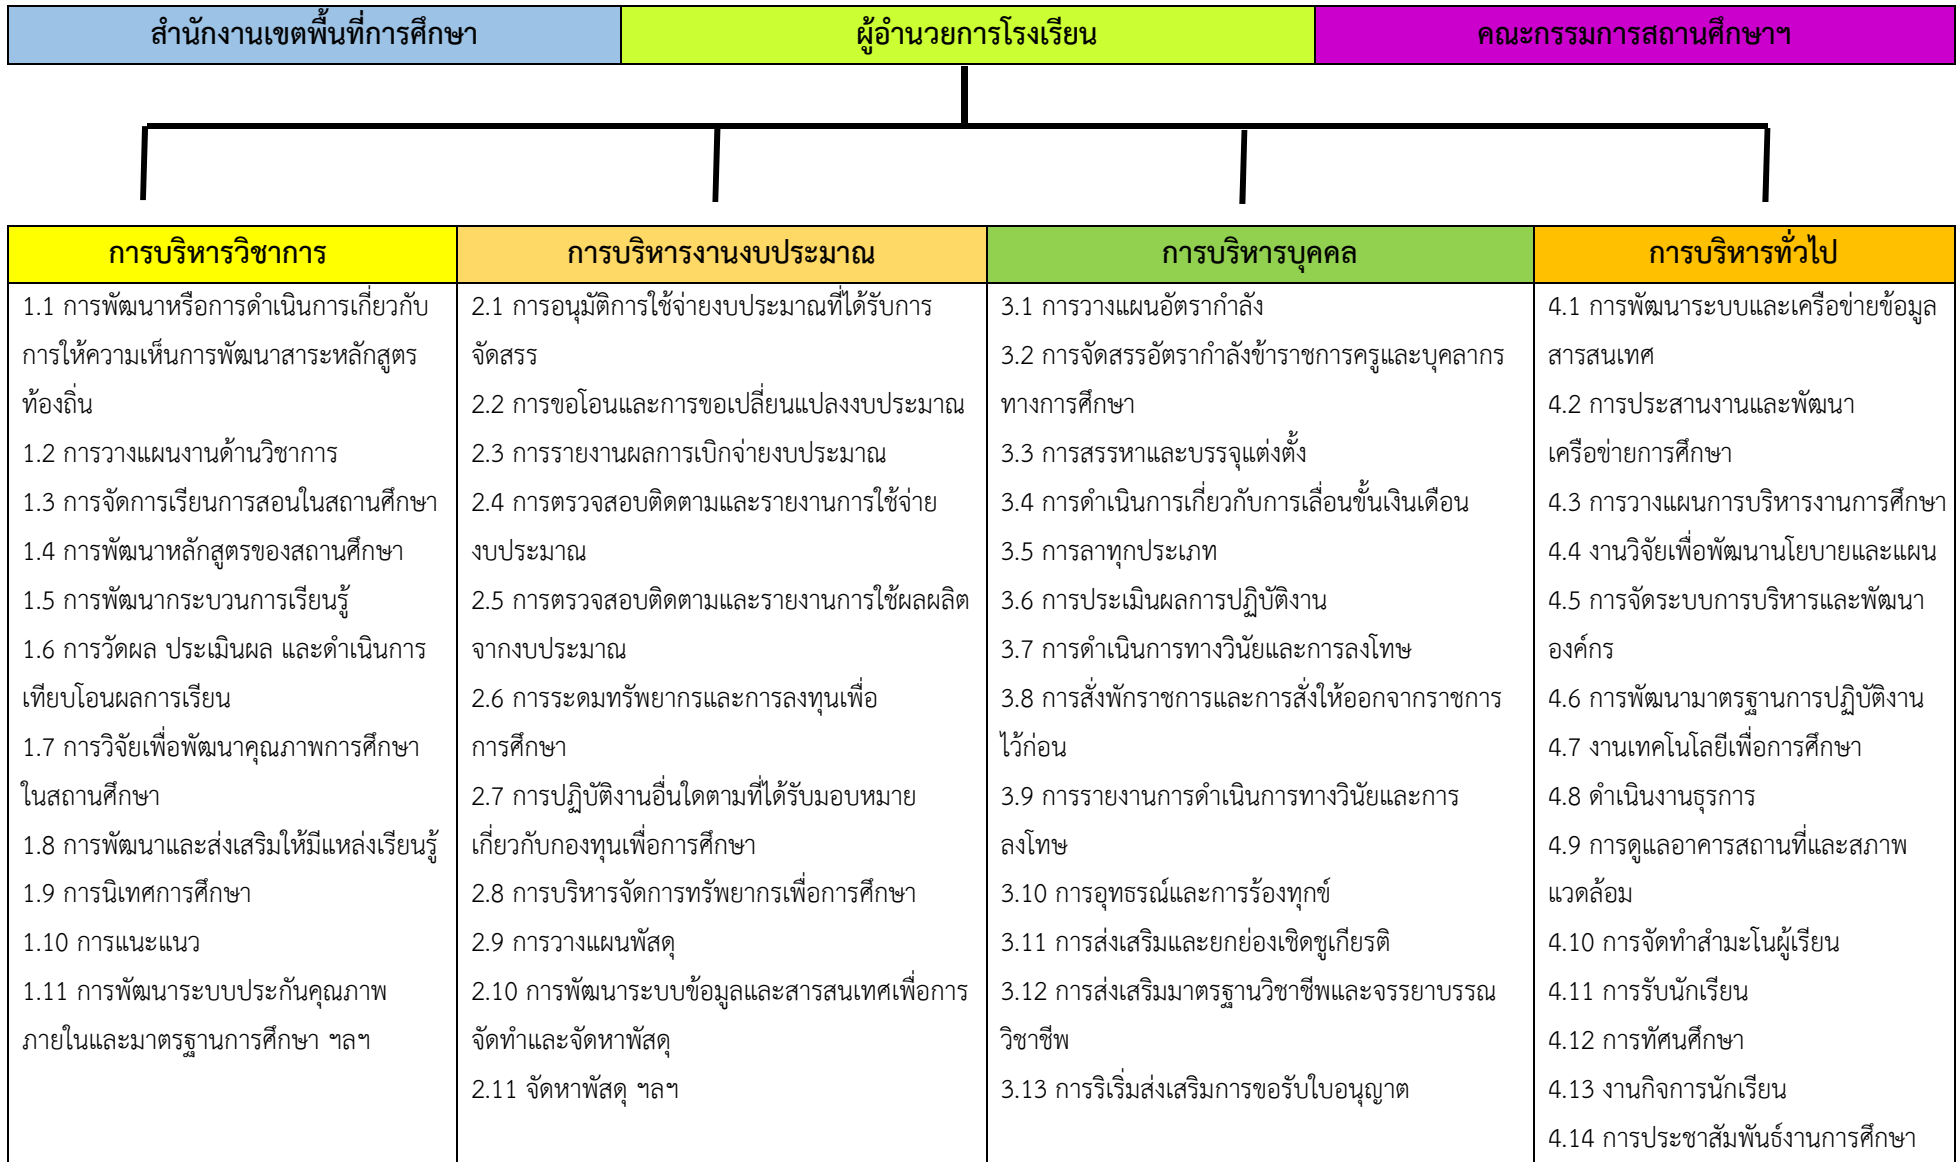 สำนักงานเขตพื้นที่การศึกษา
ผู้อำนวยการโรงเรียน
คณะกรรมการสถานศึกษาฯ
การบริหารวิชาการ
1.1 การพัฒนาหรือการดำเนินการเกี่ยวกับ
การให้ความเห็นการพัฒนาสาระหลักสูตร
ท้องถิ่น
1.2 การวางแผนงานด้านวิชาการ
1.3 การจัดการเรียนการสอนในสถานศึกษา
1.4 การพัฒนาหลักสูตรของสถานศึกษา
1.5 การพัฒนากระบวนการเรียนรู้
1.6 การวัดผล ประเมินผล และดำเนินการ
เทียบโอนผลการเรียน
1.7 การวิจัยเพื่อพัฒนาคุณภาพการศึกษา
ในสถานศึกษา
1.8 การพัฒนาและส่งเสริมให้มีแหล่งเรียนรู้
1.9 การนิเทศการศึกษา
1.10 การแนะแนว
1.11 การพัฒนาระบบประกันคุณภาพ
ภายในและมาตรฐานการศึกษา ฯลฯ
การบริหารงานงบประมาณ
2.1 การอนุมัติการใช้จ่ายงบประมาณที่ได้รับการ
จัดสรร
2.2 การขอโอนและการขอเปลี่ยนแปลงงบประมาณ
2.3 การรายงานผลการเบิกจ่ายงบประมาณ
2.4 การตรวจสอบติดตามและรายงานการใช้จ่าย
งบประมาณ
2.5 การตรวจสอบติดตามและรายงานการใช้ผลผลิต
จากงบประมาณ
2.6 การระดมทรัพยากรและการลงทุนเพื่อ
การศึกษา
2.7 การปฏิบัติงานอื่นใดตามที่ได้รับมอบหมาย
เกี่ยวกับกองทุนเพื่อการศึกษา
2.8 การบริหารจัดการทรัพยากรเพื่อการศึกษา
2.9 การวางแผนพัสดุ
2.10 การพัฒนาระบบข้อมูลและสารสนเทศเพื่อการ
จัดทำและจัดหาพัสดุ
2.11 จัดหาพัสดุ ฯลฯ
การบริหารบุคคล
3.1 การวางแผนอัตรากำลัง
3.2 การจัดสรรอัตรากำลังข้าราชการครูและบุคลากร
ทางการศึกษา
3.3 การสรรหาและบรรจุแต่งตั้ง
3.4 การดำเนินการเกี่ยวกับการเลื่อนขั้นเงินเดือน
3.5 การลาทุกประเภท
3.6 การประเมินผลการปฏิบัติงาน
3.7 การดำเนินการทางวินัยและการลงโทษ
3.8 การสั่งพักราชการและการสั่งให้ออกจากราชการ
ไว้ก่อน
3.9 การรายงานการดำเนินการทางวินัยและการ
ลงโทษ
3.10 การอุทธรณ์และการร้องทุกข์
3.11 การส่งเสริมและยกย่องเชิดชูเกียรติ
3.12 การส่งเสริมมาตรฐานวิชาชีพและจรรยาบรรณ
วิชาชีพ
3.13 การริเริ่มส่งเสริมการขอรับใบอนุญาต
การบริหารทั่วไป
4.1 การพัฒนาระบบและเครือข่ายข้อมูล
สารสนเทศ
4.2 การประสานงานและพัฒนา
เครือข่ายการศึกษา
4.3 การวางแผนการบริหารงานการศึกษา
4.4 งานวิจัยเพื่อพัฒนานโยบายและแผน
4.5 การจัดระบบการบริหารและพัฒนา
องค์กร
4.6 การพัฒนามาตรฐานการปฏิบัติงาน
4.7 งานเทคโนโลยีเพื่อการศึกษา
4.8 ดำเนินงานธุรการ
4.9 การดูแลอาคารสถานที่และสภาพ
แวดล้อม
4.10 การจัดทำสำมะโนผู้เรียน
4.11 การรับนักเรียน
4.12 การทัศนศึกษา
4.13 งานกิจการนักเรียน
4.14 การประชาสัมพันธ์งานการศึกษา